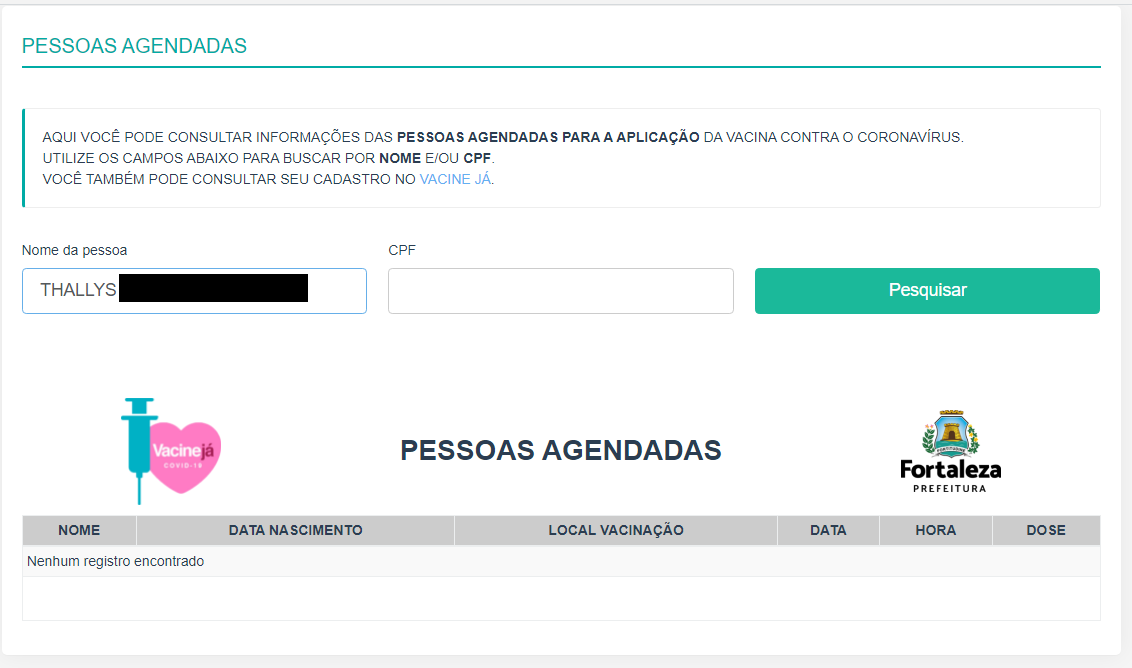 PESSOAS AGENDADAS
AQUI VOCÊ PODE CONSULTAR INFORMAÇÕES DAS PESSOAS AGENDADAS PARA A APLICAÇÃO DA VACINA CONTRA O CORONAVÍRUS.
UTILIZE OS CAMPOS ABAIXO PARA BUSCAR POR NOME E/OU CPF.
VOCÊ TAMBÉM PODE CONSULTAR SEU CADASTRO NO VACINE JÁ.
Nome da pessoa CPF
THALLYS Pesquisar
Vacine já
COVID-19
PESSOAS AGENDADAS
Fortaleza
PREFEITURA
NOME DATA NASCIMENTO LOCAL VACINAÇÃO DATA HORA DOSE
Nenhum registro encontrado